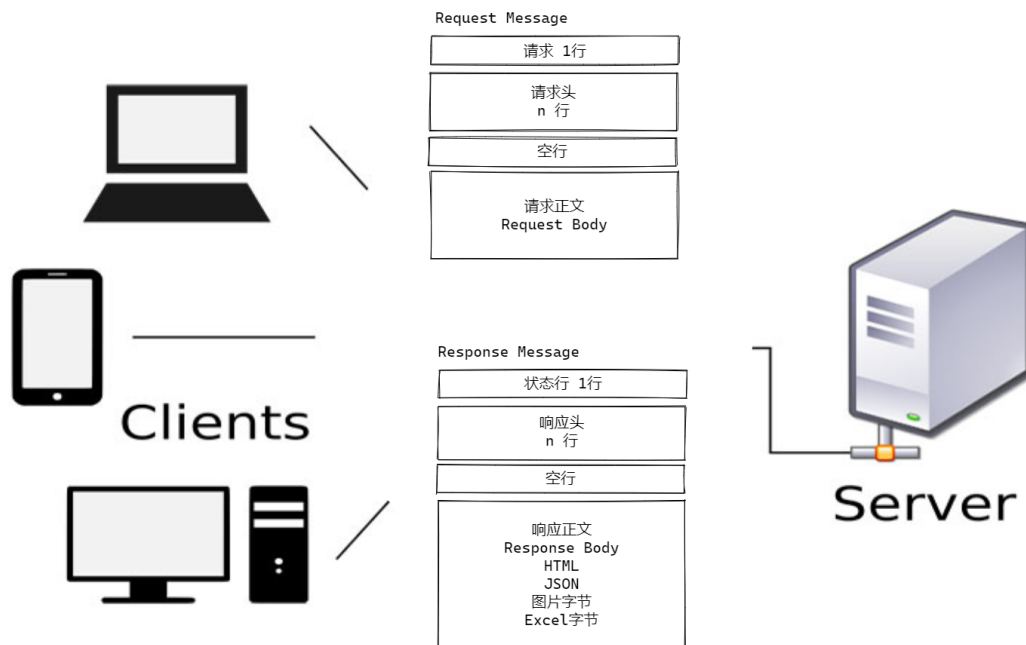 Request Message
请求 1行
请求头
n 行
空行
请求正文
Request Body
Clients
Response Message
状态行 1行
响应头
n 行
空行
响应正文
Response Body
HTML
JSON
图片字节
Excel字节
Server